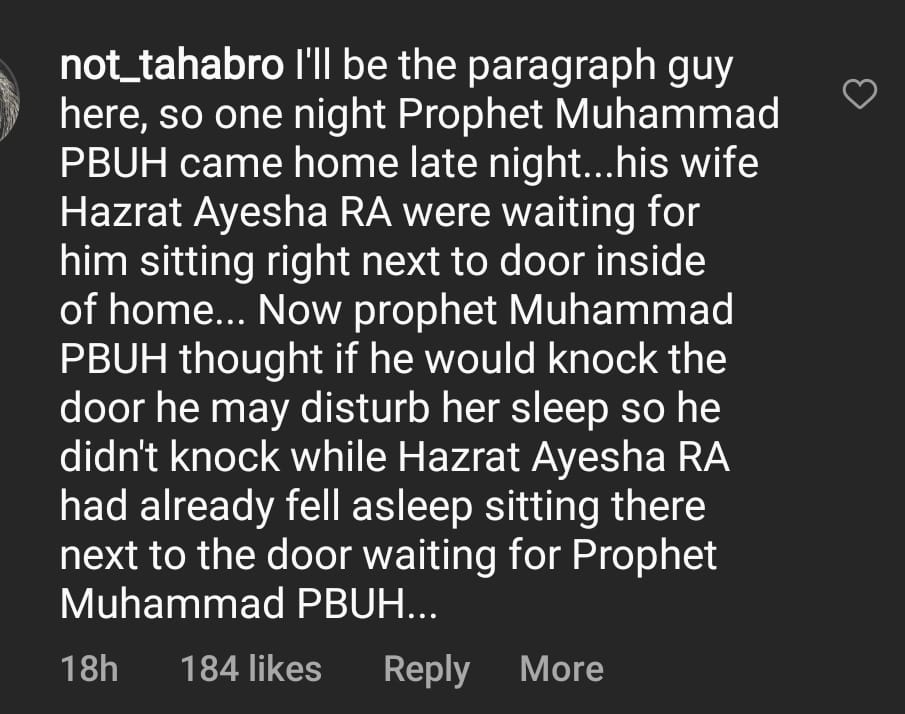 not_tahabro I'll be the paragraph guy
here, so one night Prophet Muhammad
PBUH came home late night...his wife
Hazrat Ayesha RA were waiting for
him sitting right next to door inside
of home... Now prophet Muhammad
PBUH thought if he would knock the
door he may disturb her sleep so he
didn't knock while Hazrat Ayesha RA
had already fell asleep sitting there
next to the door waiting for Prophet
Muhammad PBUH...
18h 184 likes Reply More